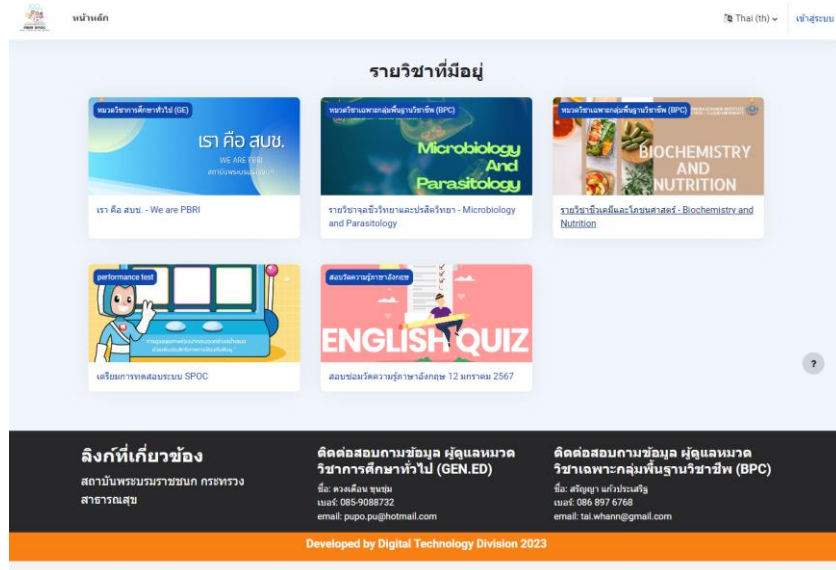 PBRI SPOC
หน้าหลัก
Thai (th)
เข้าสู่ระบบ
รายวิชาที่มีอยู่
หมวดวิชาการศึกษาทั่วไป (GE)
เรา คือ สบช.
WE ARE PBRI
เรา คือ สบช. - We are PBRI
หมวดวิชาเฉพาะกลุ่มพื้นฐานวิชาชีพ (BPC)
Microbiology
And
Parasitology
รายวิชาจุลชีววิทยาและปรสิตวิทยา - Microbiology
and Parasitology
หมวดวิชาเฉพาะกลุ่มพื้นฐานวิชาชีพ (BPC)
BIOCHEMISTRY
AND
NUTRITION
รายวิชาชีวเคมีและโภชนศาสตร์ - Biochemistry and
Nutrition
performance test
เตรียมการทดสอบระบบ SPOC
สอบวัดความรู้ภาษาอังกฤษ
ENGLISH QUIZ
สอบซ่อมวัดความรู้ภาษาอังกฤษ 12 มกราคม 2567
?
ลิงก์ที่เกี่ยวข้อง
สถาบันพระบรมราชชนก กระทรวง
สาธารณสุข
ติดต่อสอบถามข้อมูล ผู้ดูแลหมวด
วิชาการศึกษาทั่วไป (GEN.ED)
ชื่อ: ดวงเดือน ชุนชุ่ม
เบอร์: 085-9088732
email: pupo.pu@hotmail.com
ติดต่อสอบถามข้อมูล ผู้ดูแลหมวด
วิชาเฉพาะกลุ่มพื้นฐานวิชาชีพ (BPC)
ชื่อ: สรัญญา แก้วประเสริฐ
เบอร์: 086 897 6768
email: tai.whann@gmail.com
Developed by Digital Technology Division 2023